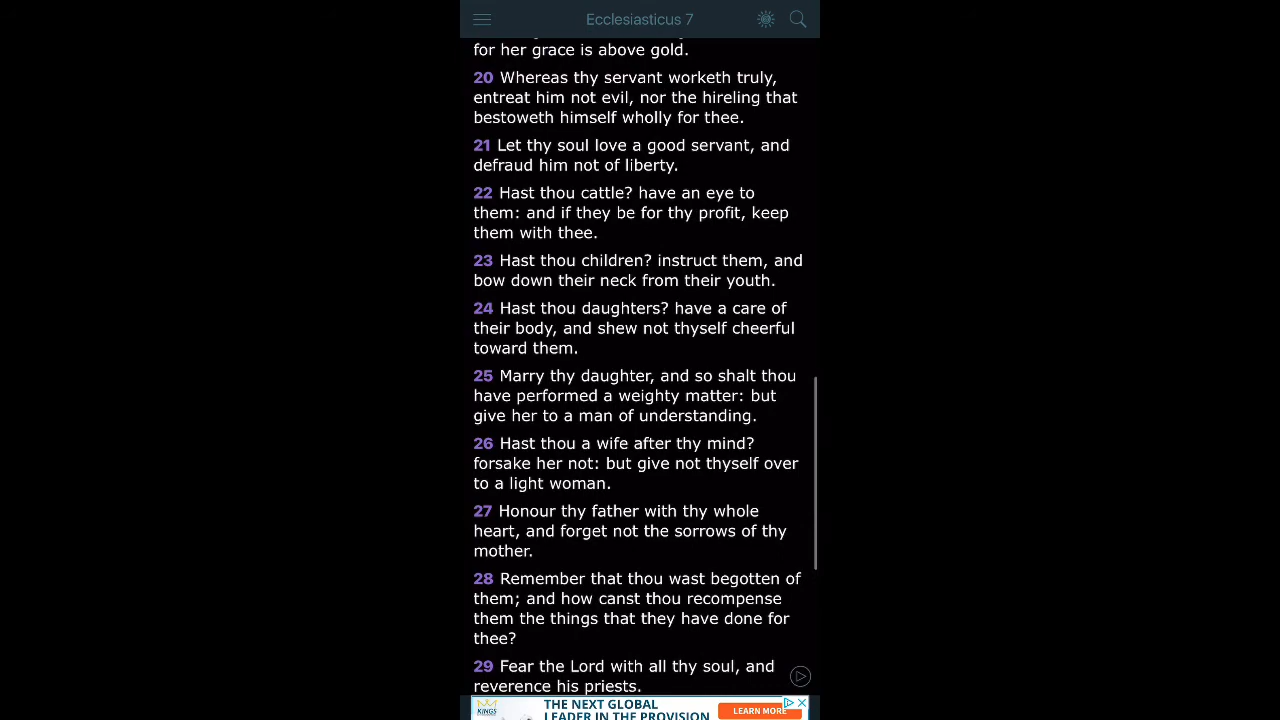 Ecclesiasticus 7
for her grace is above gold.
20 Whereas thy servant worketh truly,
entreat him not evil, nor the hireling that
bestoweth himself wholly for thee.
21 Let thy soul love a good servant, and
defraud him not of liberty.
22 Hast thou cattle? have an eye to
them: and if they be for thy profit, keep
them with thee.
23 Hast thou children? instruct them, and
bow down their neck from their youth.
24 Hast thou daughters? have a care of
their body, and shew not thyself cheerful
toward them.
25 Marry thy daughter, and so shalt thou
have performed a weighty matter: but
give her to a man of understanding.
26 Hast thou a wife after thy mind?
forsake her not: but give not thyself over
to a light woman.
27 Honour thy father with thy whole
heart, and forget not the sorrows of thy
mother.
28 Remember that thou wast begotten of
them; and how canst thou recompense
them the things that they have done for
thee?
29 Fear the Lord with all thy soul, and
reverence his priests.
KINGS
THE NEXT GLOBAL
LEADER IN THE PROVISION
LEARN MORE